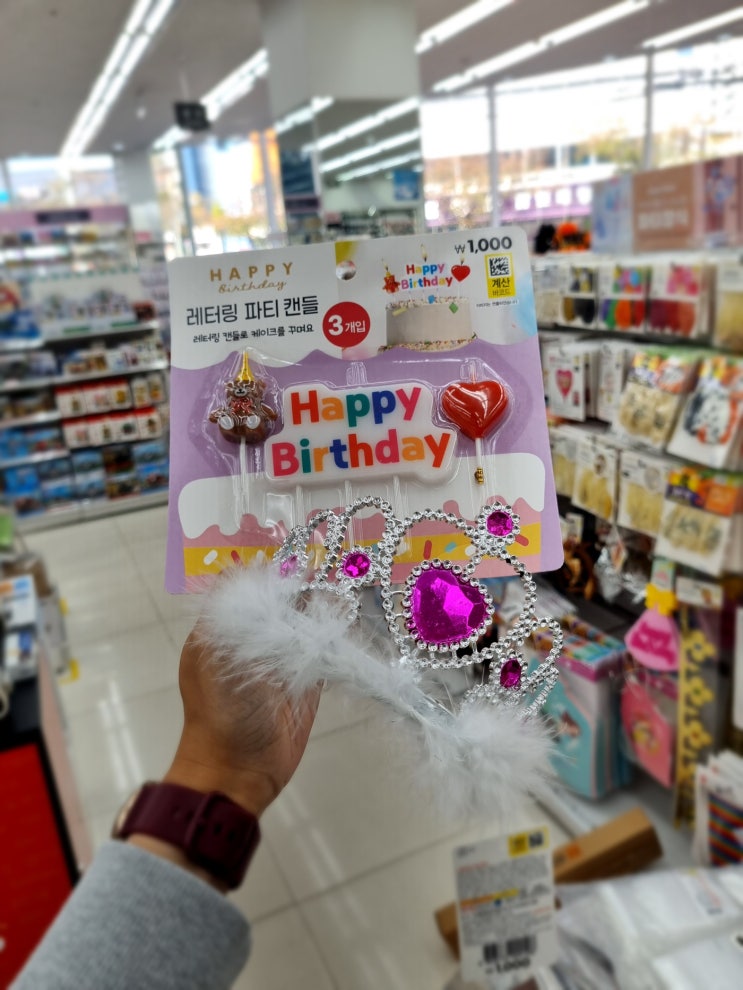 HAPPY
Birthday
레터링 파티 캔들
레터링 캔들로 케이크를 꾸며요
3개입
Happy
Birthday
₩1,000
계산
바코드
Happy
Birthday